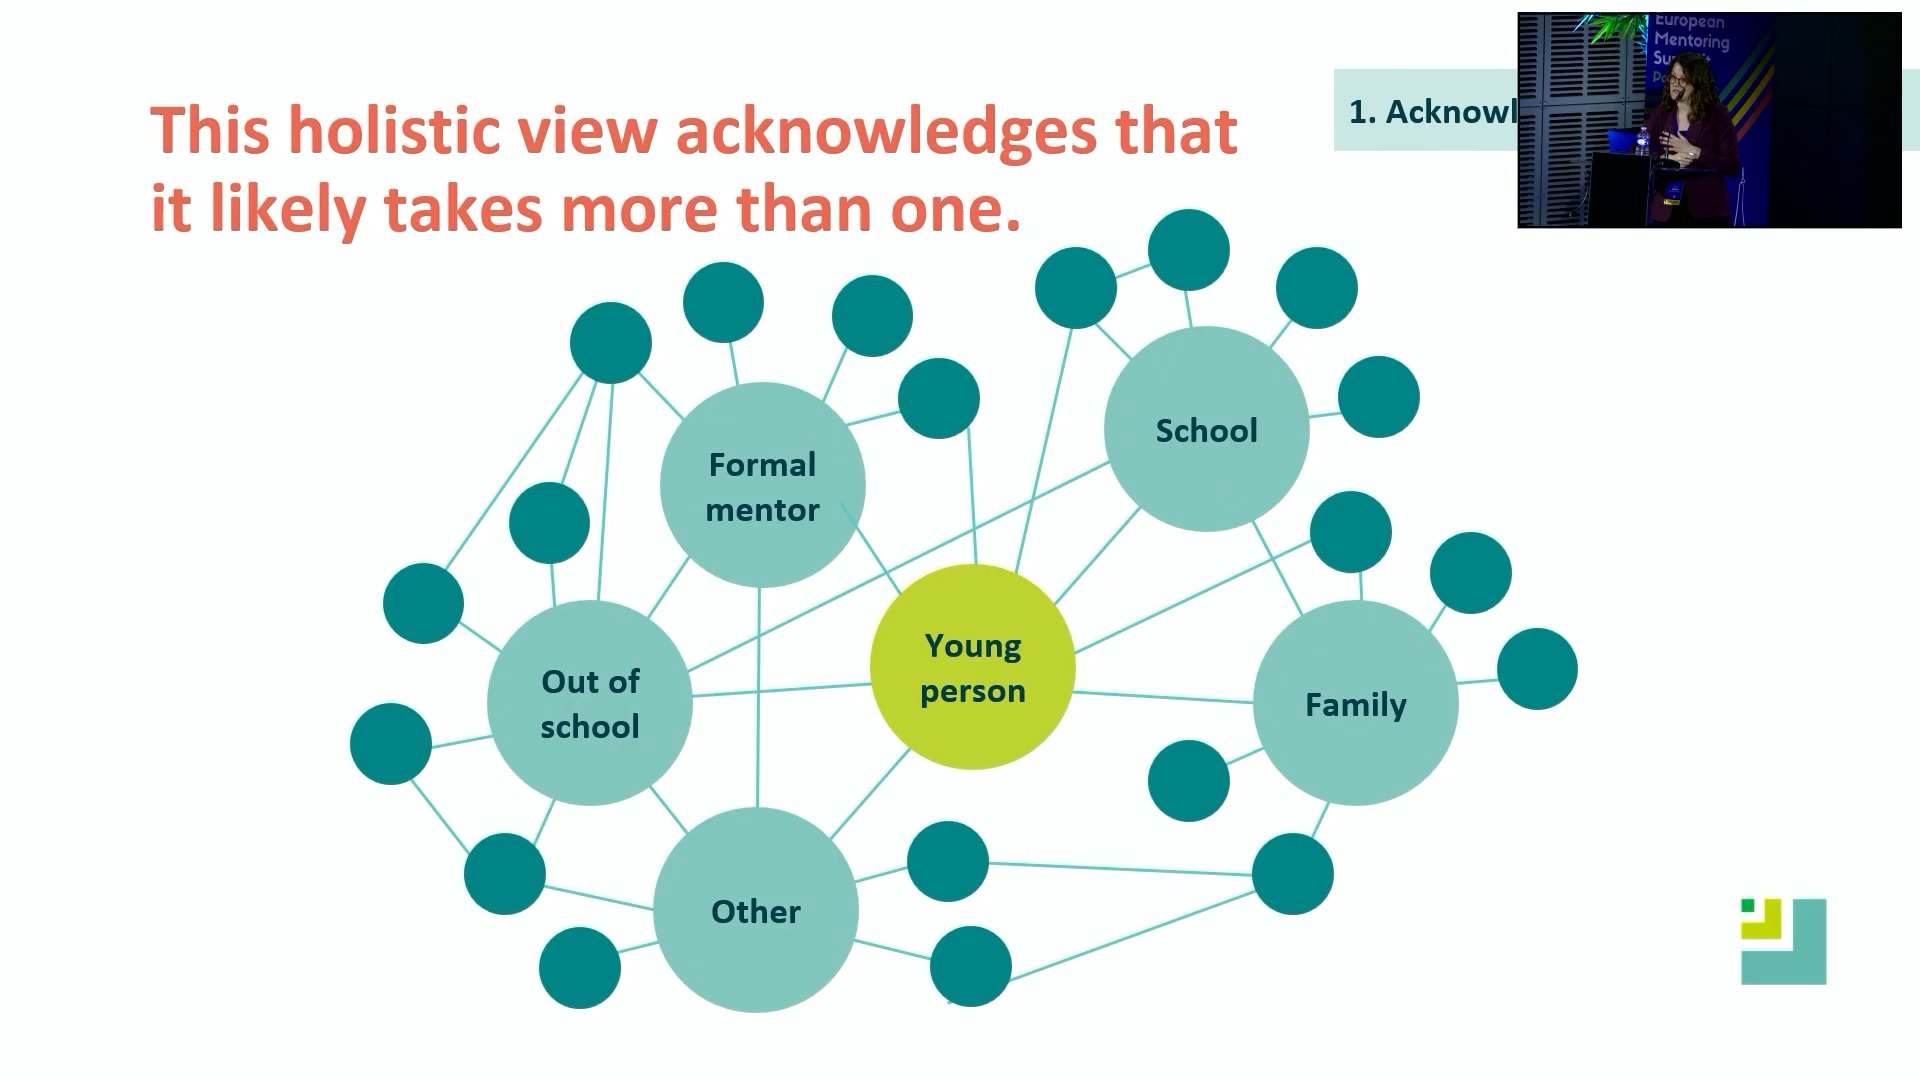 This holistic view acknowledges that
it likely takes more than one.
1. Acknowl
European
Mentoring
Formal
mentor
School
Young
person
Out of
school
Family
Other